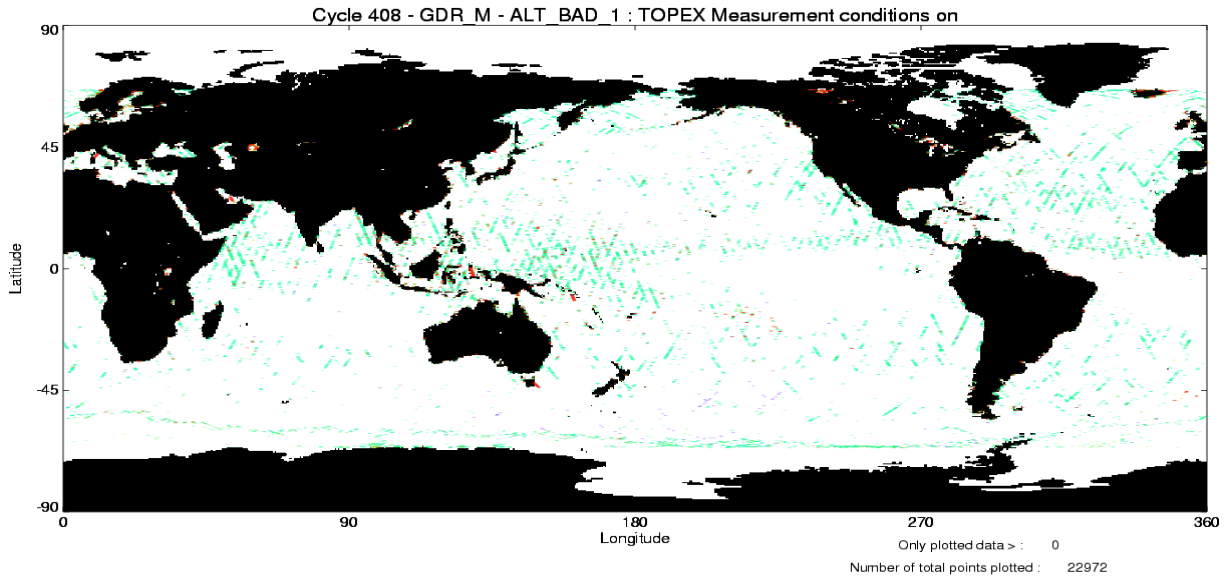 Cycle 408 - GDR_M - ALT_BAD_1 : TOPEX Measurement conditions on
90
45
0
-45
-90
Latitude
0 90 180 270 360
Longitude
Only plotted data > : 0
Number of total points plotted : 22972